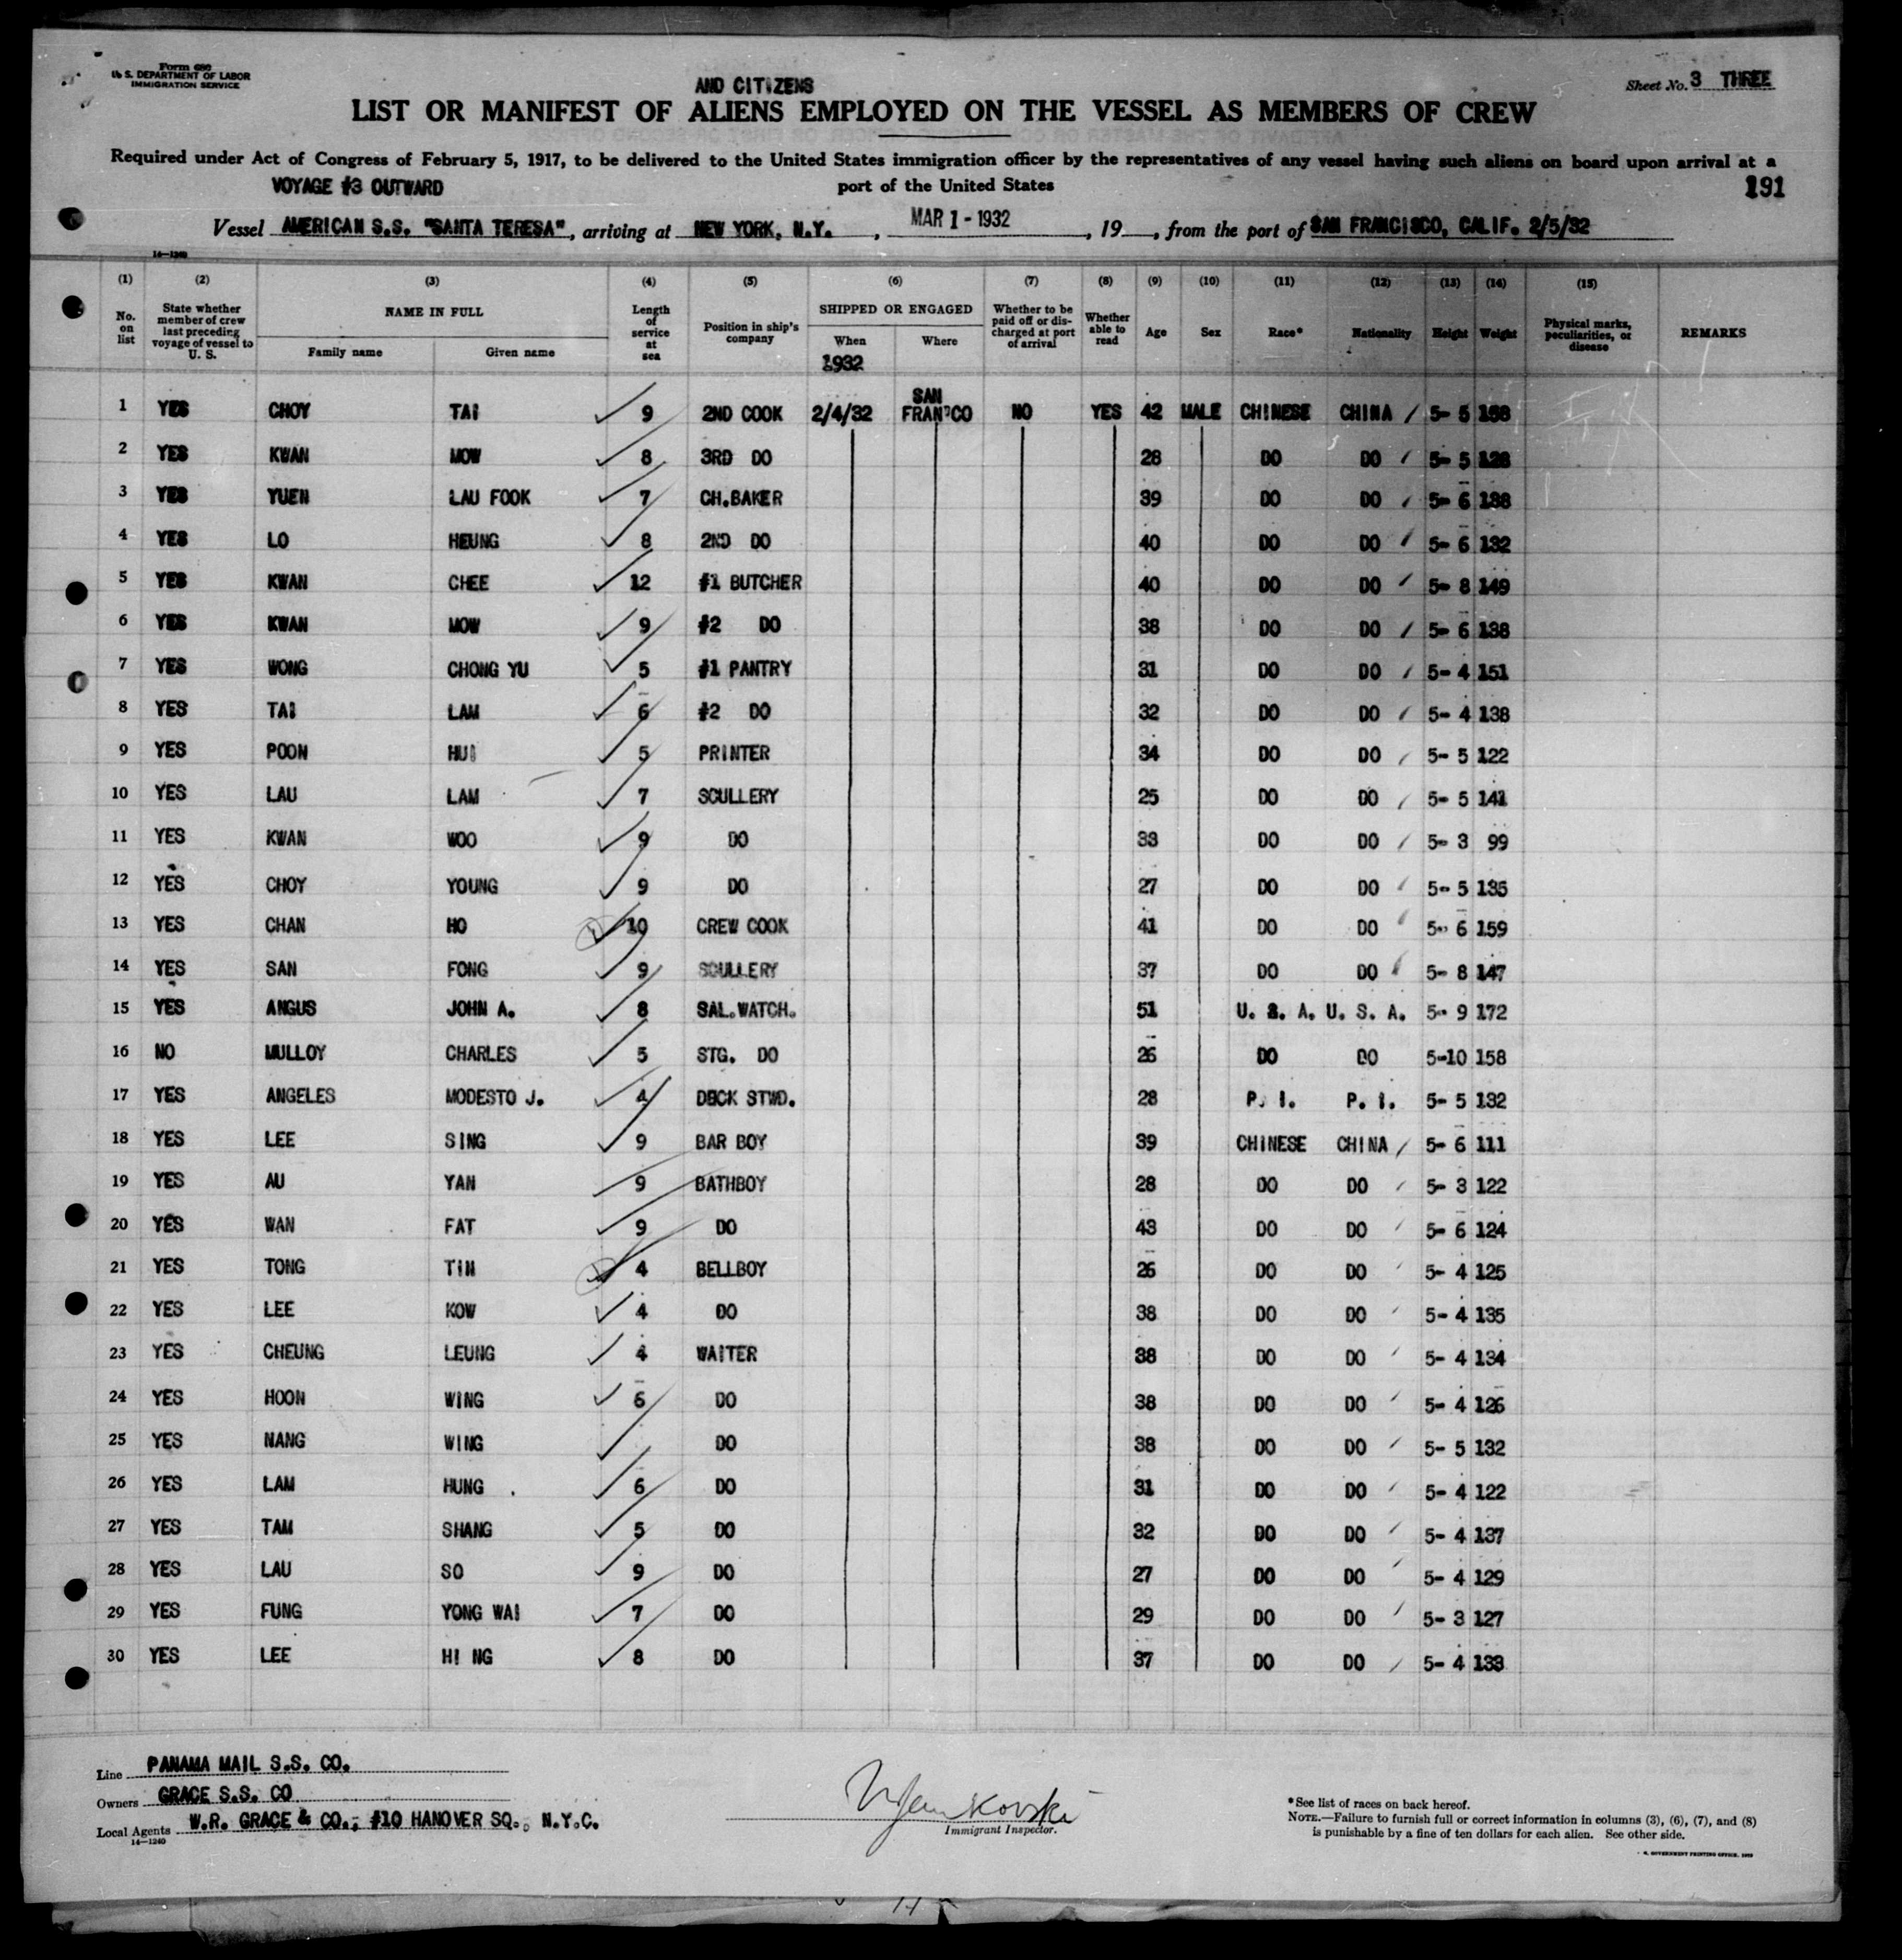 Form 680
U. S. DEPARTMENT OF LABOR
IMMIGRATION SERVICE
Sheet No. 3 THREE
AND CITIZENS
LIST OR MANIFEST OF ALIENS EMPLOYED ON THE VESSEL AS MEMBERS OF CREW
Required under Act of Congress of February 5, 1917, to be delivered to the United States immigration officer by the representatives of any vessel having such aliens on board upon arrival at a
VOYAGE #3 OUTWARD port of the United States 191
Vessel AMERICAN S.S. "SANTA TERESA", arriving at NEW YORK, N.Y., MAR 1 - 1932, 19 , from the port of SAN FRANCISCO, CALIF. 2/5/32
14—1240
(1) (2) (3) (4) (5) (6) (7) (8) (9) (10) (11) (12) (13) (14) (15)
No. on list State whether member of crew last preceding voyage of vessel to U. S. NAME IN FULL Family name Given name Length of service at sea Position in ship's company SHIPPED OR ENGAGED When Where Whether to be paid off or discharged at port of arrival Whether able to read Age Sex Race* Nationality Height Weight Physical marks, peculiarities, or disease REMARKS
1932
1 YES CHOY TAI 9 2ND COOK 2/4/32 SAN FRAN'CO NO YES 42 MALE CHINESE CHINA 5- 5 158
2 YES KWAN MOW 8 3RD DO 28 DO DO 5- 5 128
3 YES YUEN LAU FOOK 7 CH.BAKER 39 DO DO 5- 6 138
4 YES LO HEUNG 8 2ND DO 40 DO DO 5- 6 132
5 YES KWAN CHEE 12 #1 BUTCHER 40 DO DO 5- 8 149
6 YES KWAN MOW 9 #2 DO 38 DO DO 5- 6 138
7 YES WONG CHONG YU 5 #1 PANTRY 31 DO DO 5- 4 151
8 YES TAI LAM 6 #2 DO 32 DO DO 5- 4 138
9 YES POON HUI 5 PRINTER 34 DO DO 5- 5 122
10 YES LAU LAM 7 SCULLERY 25 DO DO 5- 5 141
11 YES KWAN WOO 9 DO 33 DO DO 5- 3 99
12 YES CHOY YOUNG 9 DO 27 DO DO 5- 5 135
13 YES CHAN HO 10 CREW COOK 41 DO DO 5- 6 159
14 YES SAN FONG 9 SCULLERY 37 DO DO 5- 8 147
15 YES ANGUS JOHN A. 8 SAL.WATCH. 51 U. S. A. U. S. A. 5- 9 172
16 NO MULLOY CHARLES 5 STG. DO 26 DO DO 5-10 158
17 YES ANGELES MODESTO J. 4 DECK STWD. 28 P. I. P. I. 5- 5 132
18 YES LEE SING 9 BAR BOY 39 CHINESE CHINA 5- 6 111
19 YES AU YAN 9 BATHBOY 28 DO DO 5- 3 122
20 YES WAN FAT 9 DO 43 DO DO 5- 6 124
21 YES TONG TIN 4 BELLBOY 26 DO DO 5- 4 125
22 YES LEE KOW 4 DO 38 DO DO 5- 4 135
23 YES CHEUNG LEUNG 4 WAITER 38 DO DO 5- 4 134
24 YES HOON WING 6 DO 38 DO DO 5- 4 126
25 YES NANG WING DO 38 DO DO 5- 5 132
26 YES LAM HUNG 6 DO 31 DO DO 5- 4 122
27 YES TAM SHANG 5 DO 32 DO DO 5- 4 137
28 YES LAU SO 9 DO 27 DO DO 5- 4 129
29 YES FUNG YONG WAI 7 DO 29 DO DO 5- 3 127
30 YES LEE HI NG 8 DO 37 DO DO 5- 4 133
Line PANAMA MAIL S.S. CO.
Owners GRACE S.S. CO
Local Agents W.R. GRACE & CO., #10 HANOVER SQ., N.Y.C.
14—1240
Immigrant Inspector.
*See list of races on back hereof.
NOTE.—Failure to furnish full or correct information in columns (3), (6), (7), and (8)
is punishable by a fine of ten dollars for each alien. See other side.